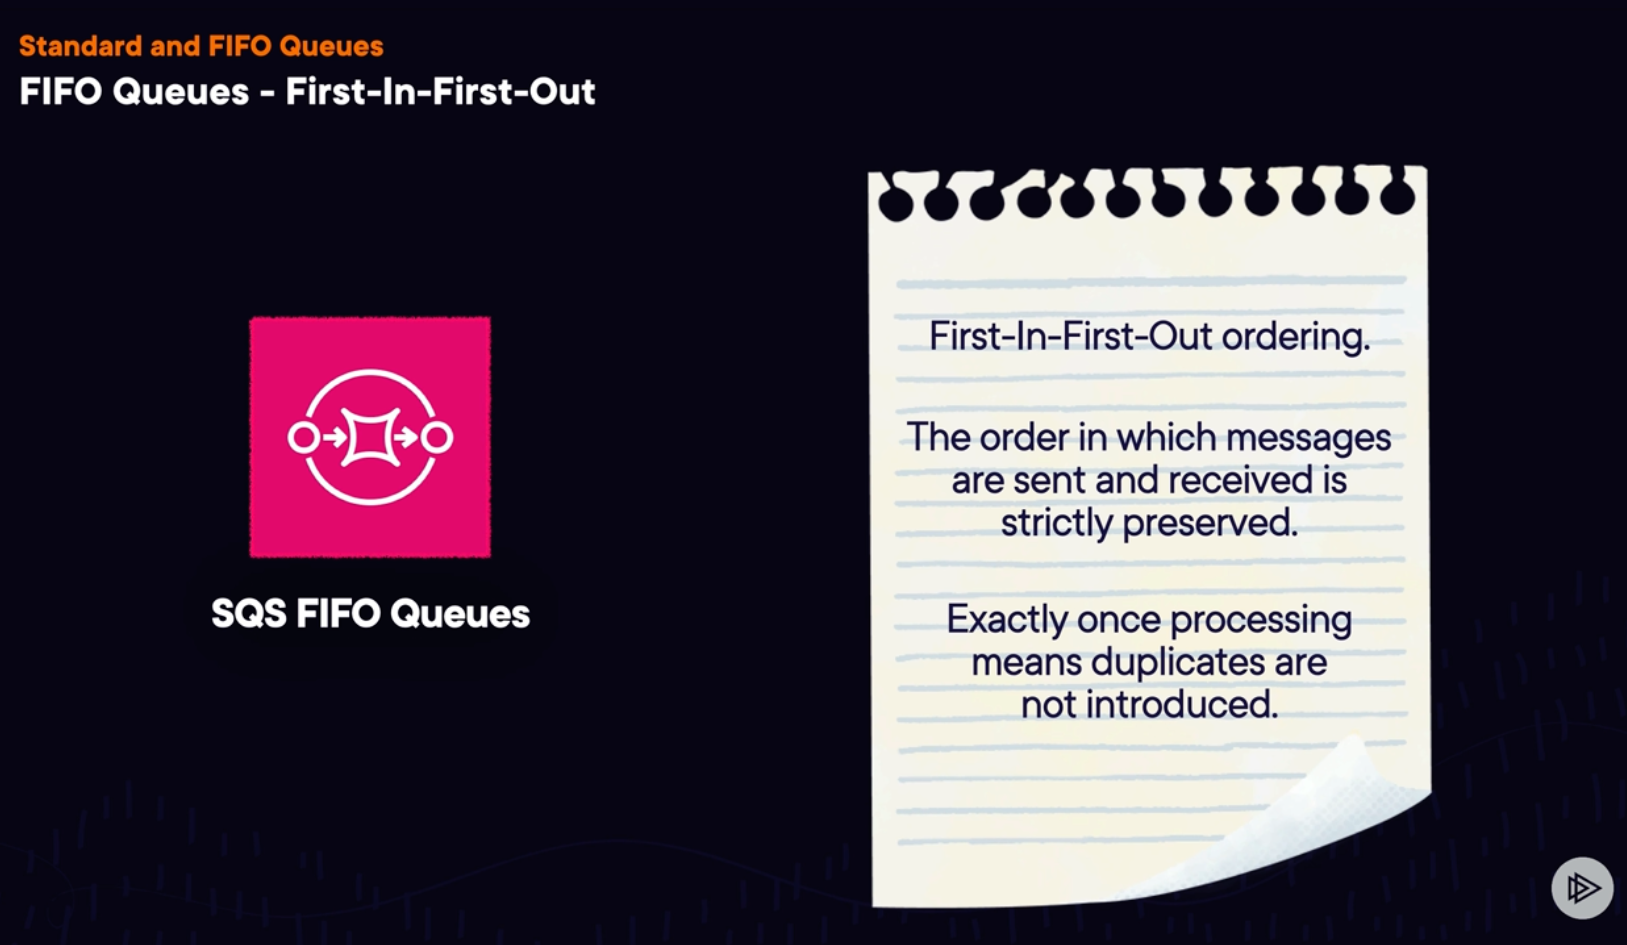 Standard and FIFO Queues
FIFO Queues - First-In-First-Out
SQS FIFO Queues
First-In-First-Out ordering.
The order in which messages
are sent and received is
strictly preserved.
Exactly once processing
means duplicates are
not introduced.